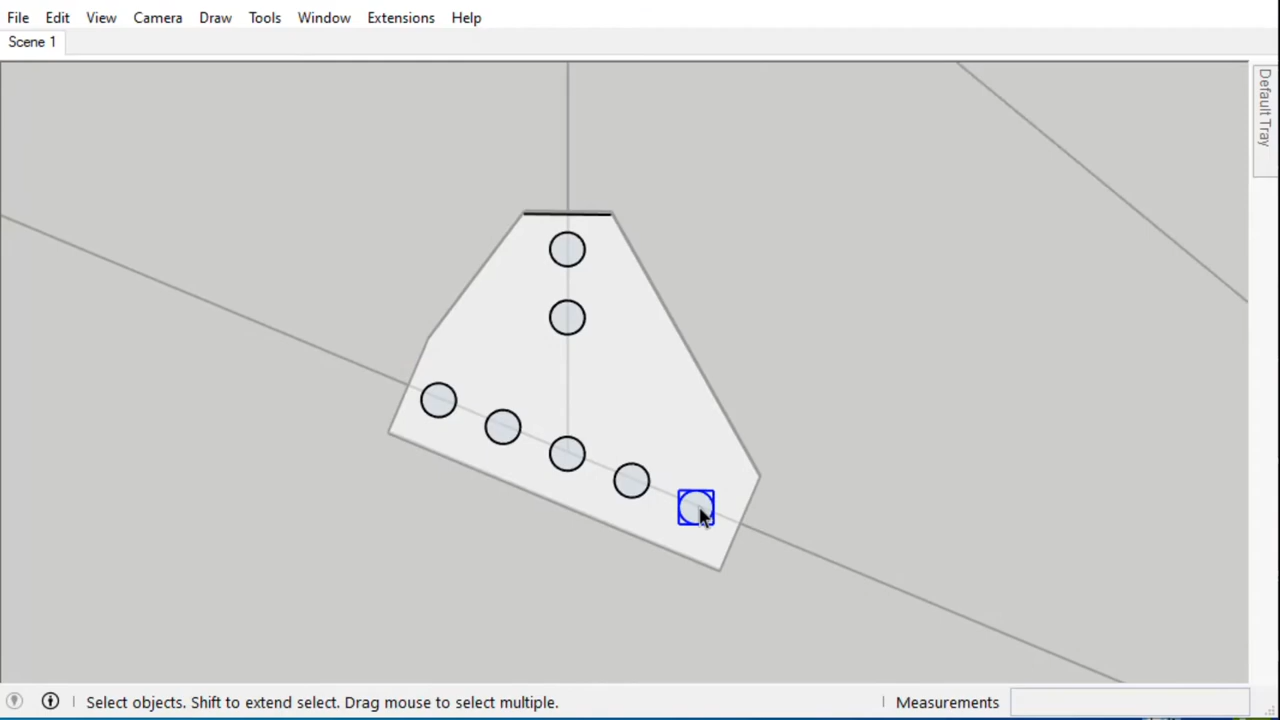 File Edit View Camera Draw Tools Window Extensions Help
Scene 1
Default Tray
Select objects. Shift to extend select. Drag mouse to select multiple.
Measurements